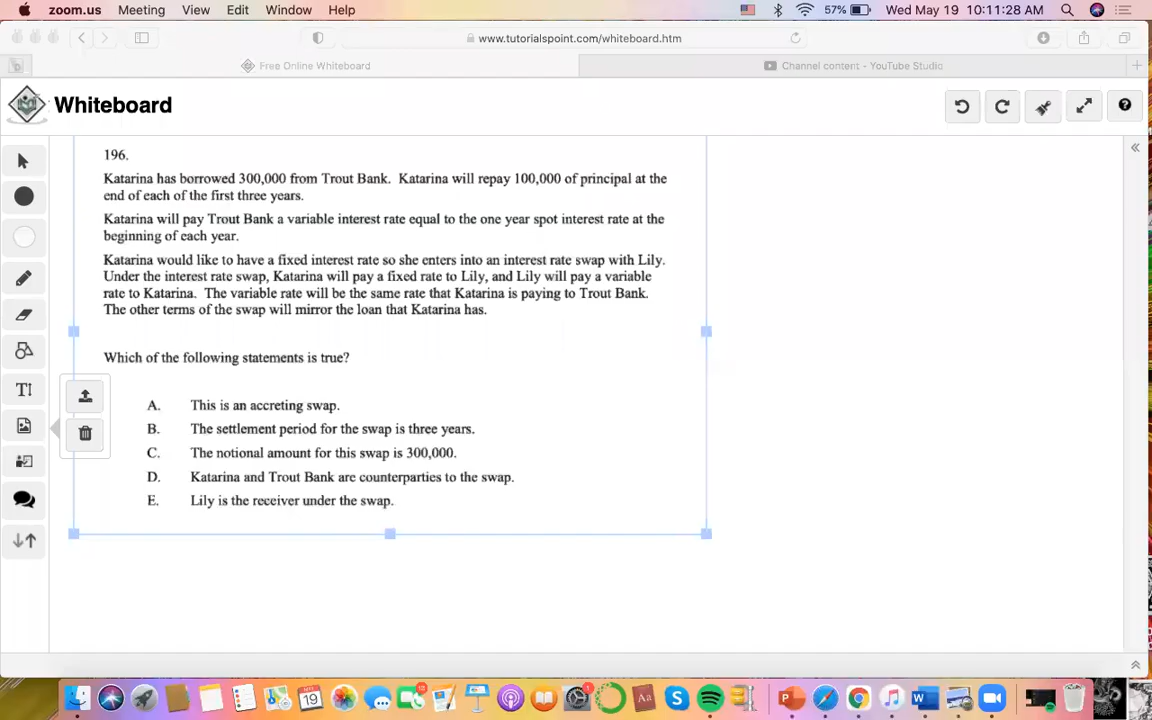 zoom.us Meeting View Edit Window Help 57% Wed May 19 10:11:28 AM
www.tutorialspoint.com/whiteboard.htm
Free Online Whiteboard Channel content - YouTube Studio
Whiteboard
196.
Katarina has borrowed 300,000 from Trout Bank. Katarina will repay 100,000 of principal at the
end of each of the first three years.
Katarina will pay Trout Bank a variable interest rate equal to the one year spot interest rate at the
beginning of each year.
Katarina would like to have a fixed interest rate so she enters into an interest rate swap with Lily.
Under the interest rate swap, Katarina will pay a fixed rate to Lily, and Lily will pay a variable
rate to Katarina. The variable rate will be the same rate that Katarina is paying to Trout Bank.
The other terms of the swap will mirror the loan that Katarina has.
Which of the following statements is true?
A. This is an accreting swap.
B. The settlement period for the swap is three years.
C. The notional amount for this swap is 300,000.
D. Katarina and Trout Bank are counterparties to the swap.
E. Lily is the receiver under the swap.